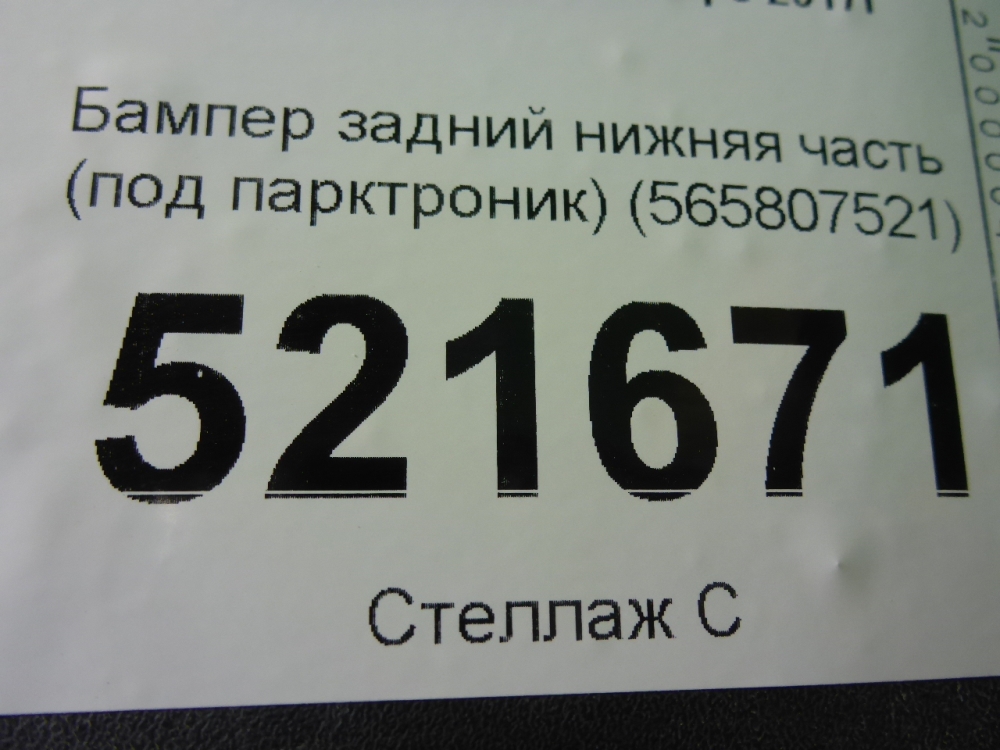 Бампер задний нижняя часть
(под парктроник) (565807521)
521671
Стеллаж С